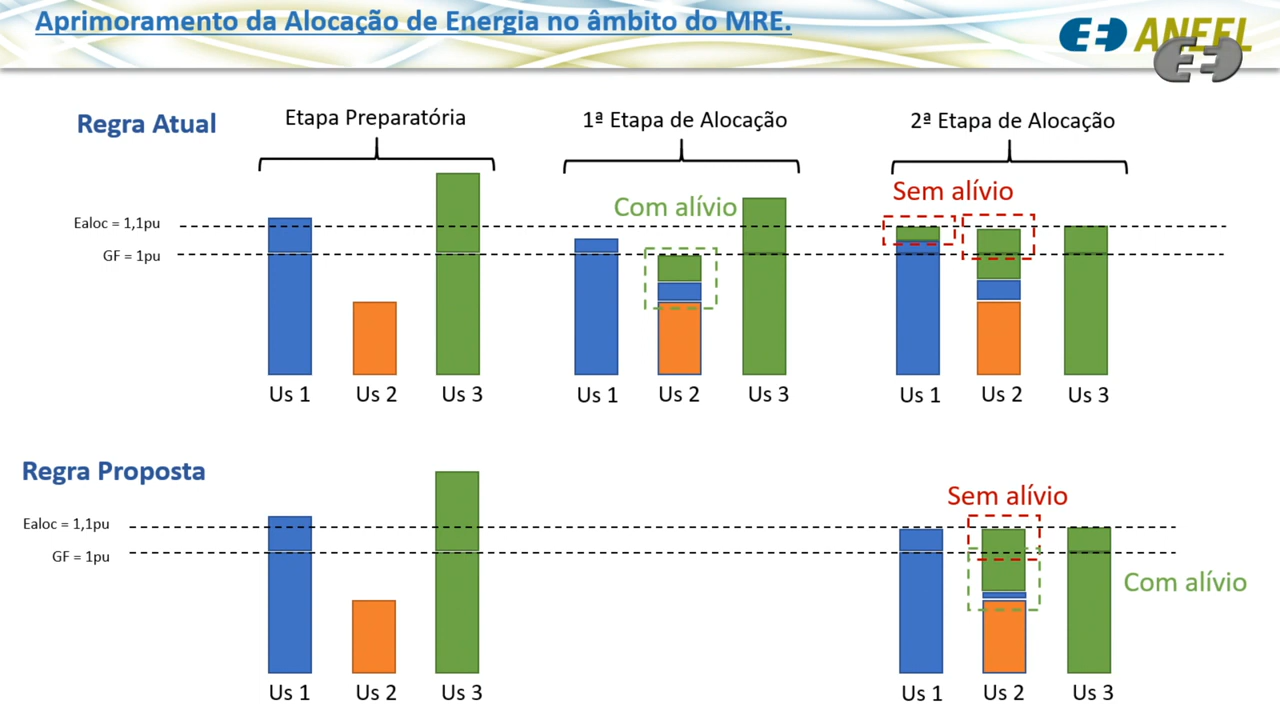 Aprimoramento da Alocação de Energia no âmbito do MRE.
ANEEL
Regra Atual
Etapa Preparatória
1ª Etapa de Alocação
2ª Etapa de Alocação
Com alívio
Sem alívio
Ealoc = 1,1pu
GF = 1pu
Us 1
Us 2
Us 3
Us 1
Us 2
Us 3
Us 1
Us 2
Us 3
Regra Proposta
Sem alívio
Ealoc = 1,1pu
GF = 1pu
Com alívio
Us 1
Us 2
Us 3
Us 1
Us 2
Us 3